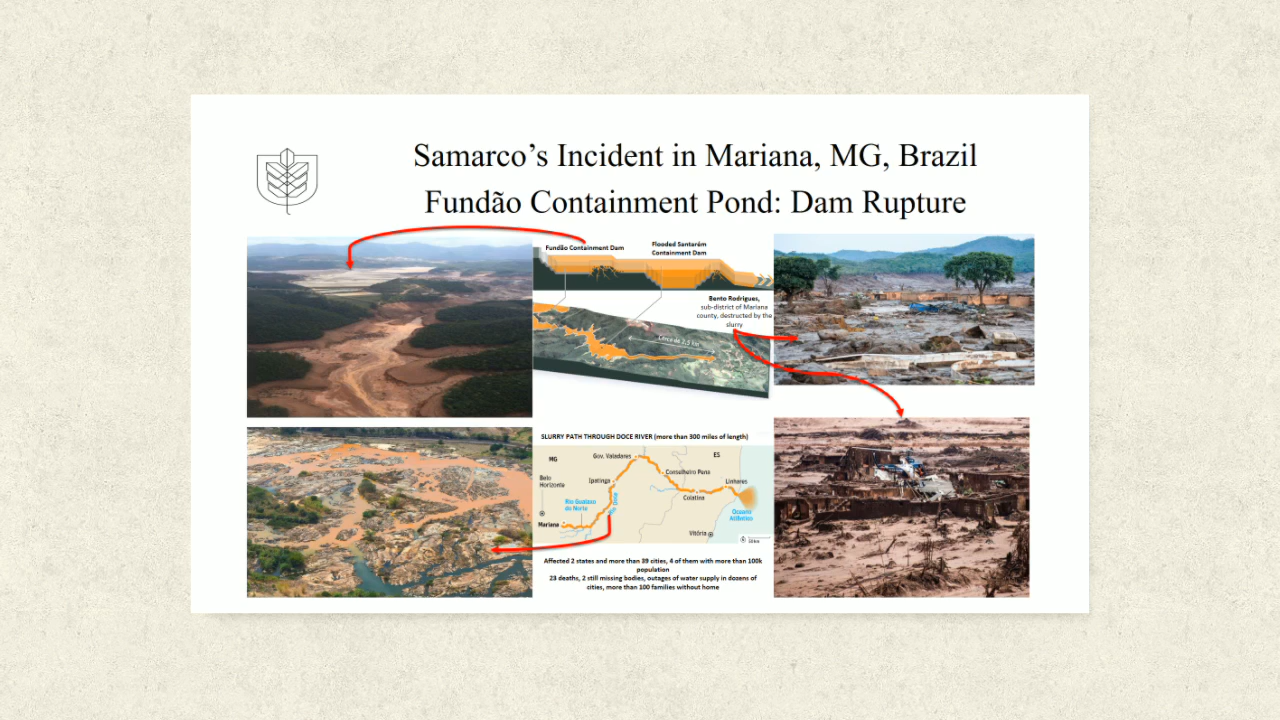 Samarco's Incident in Mariana, MG, Brazil
Fundão Containment Pond: Dam Rupture
Fundão Containment Dam
Flooded Santarém
Containment Dam
Bento Rodrigues,
sub-district of Mariana
county, destructed by the
slurry
Cerca de 2,5 km
SLURRY PATH THROUGH DOCE RIVER (more than 300 miles of length)
MG
Gov. Valadares
ES
Conselheiro Pena
Belo
Horizonte
Ipatinga
Linhares
Colatina
Rio Gualaxo
do Norte
Oceano
Atlântico
Mariana
Vitória
Affected 2 states and more than 39 cities, 4 of them with more than 100k
population
23 deaths, 2 still missing bodies, outages of water supply in dozens of
cities, more than 100 families without home